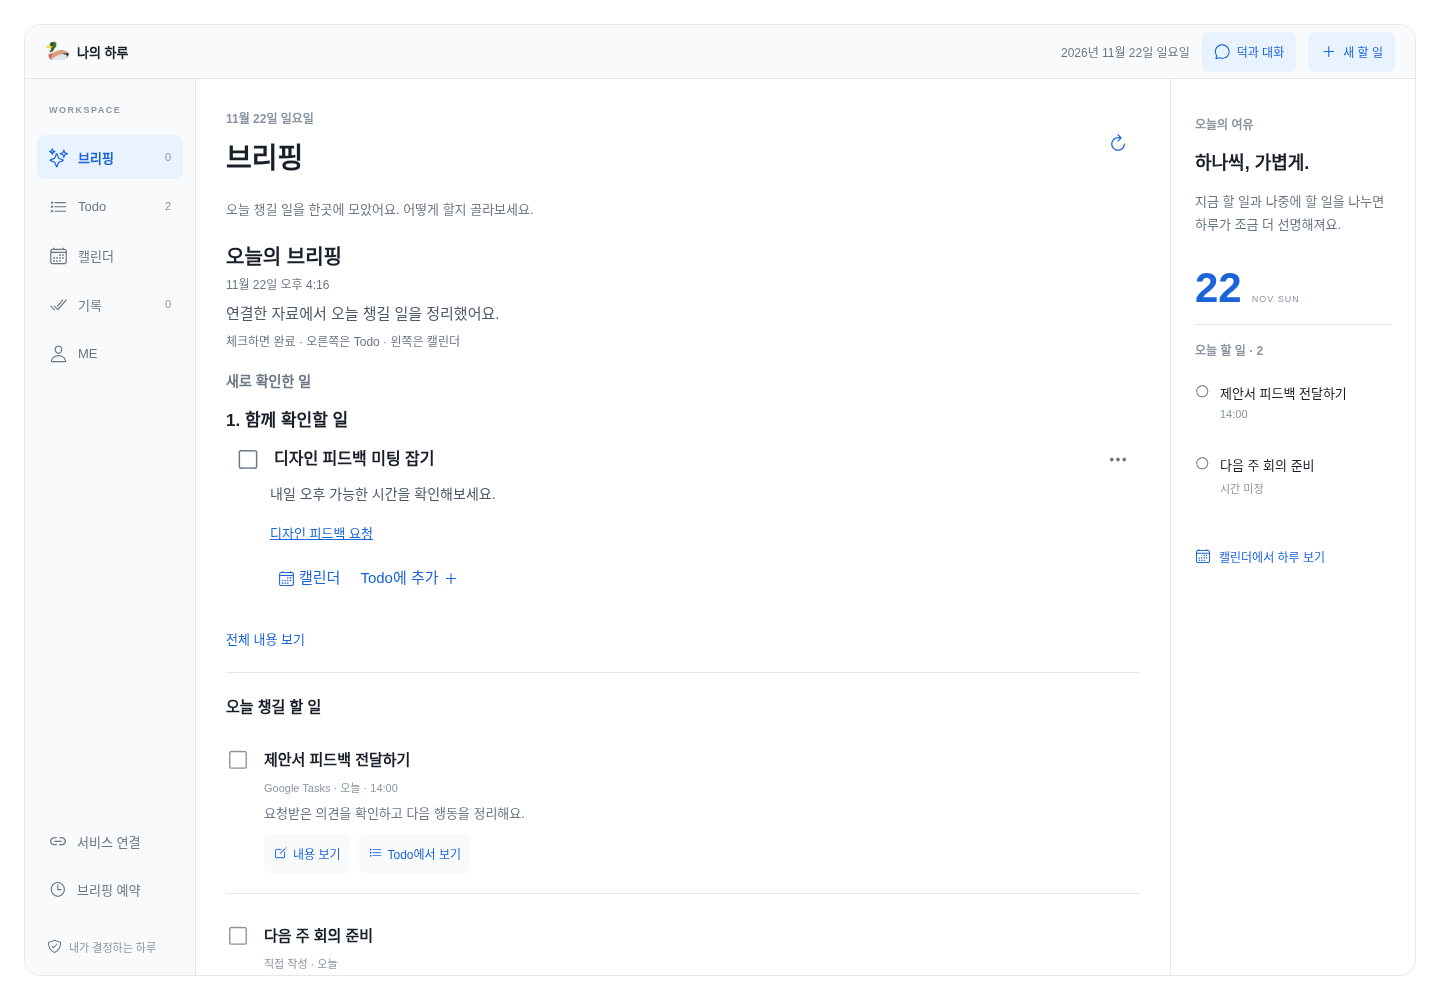 나의 하루
2026년 11월 22일 일요일
덕과 대화
새 할 일
WORKSPACE
브리핑 0
Todo 2
캘린더
기록 0
ME
서비스 연결
브리핑 예약
내가 결정하는 하루
11월 22일 일요일
브리핑
오늘 챙길 일을 한곳에 모았어요. 어떻게 할지 골라보세요.
오늘의 브리핑
11월 22일 오후 4:16
연결한 자료에서 오늘 챙길 일을 정리했어요.
체크하면 완료 · 오른쪽은 Todo · 왼쪽은 캘린더
새로 확인한 일
1. 함께 확인할 일
디자인 피드백 미팅 잡기
내일 오후 가능한 시간을 확인해보세요.
디자인 피드백 요청
캘린더
Todo에 추가
전체 내용 보기
오늘 챙길 할 일
제안서 피드백 전달하기
Google Tasks · 오늘 · 14:00
요청받은 의견을 확인하고 다음 행동을 정리해요.
내용 보기
Todo에서 보기
다음 주 회의 준비
직접 작성 · 오늘
오늘의 여유
하나씩, 가볍게.
지금 할 일과 나중에 할 일을 나누면
하루가 조금 더 선명해져요.
22 NOV SUN
오늘 할 일 · 2
제안서 피드백 전달하기
14:00
다음 주 회의 준비
시간 미정
캘린더에서 하루 보기